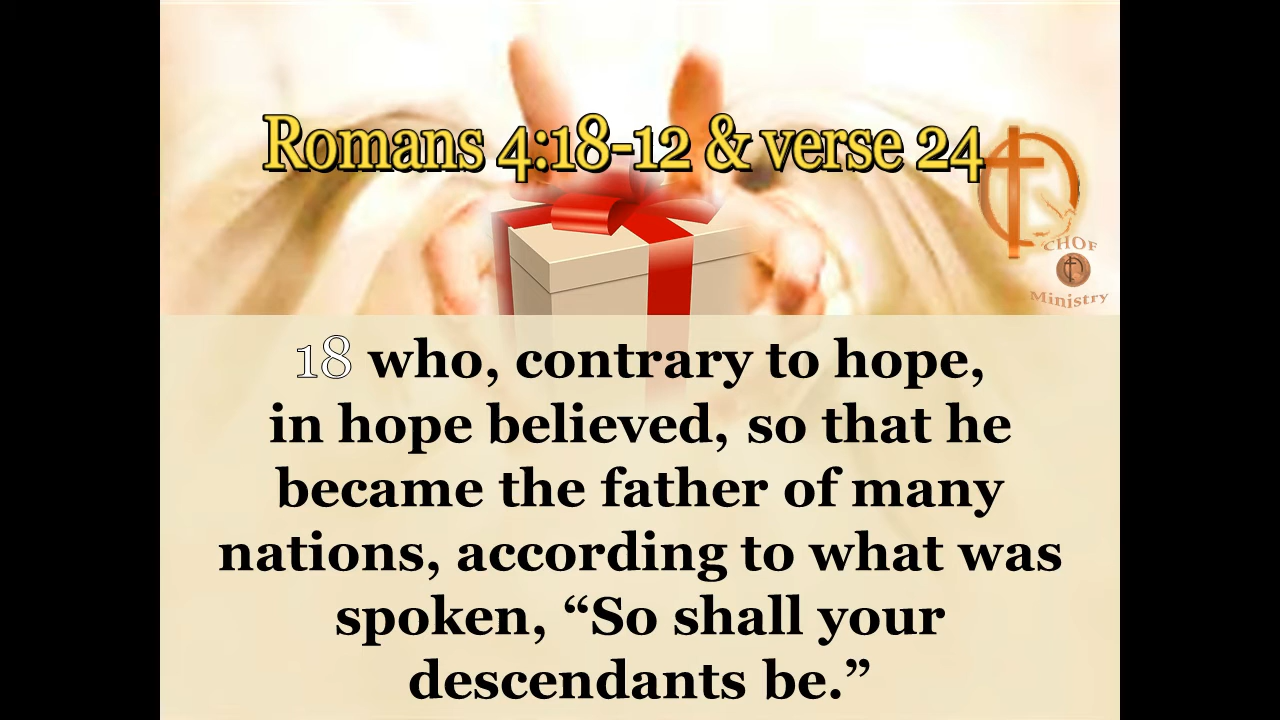 Romans 4:18-12 & verse 24
CHOF
Ministry
18 who, contrary to hope,
in hope believed, so that he
became the father of many
nations, according to what was
spoken, “So shall your
descendants be.”